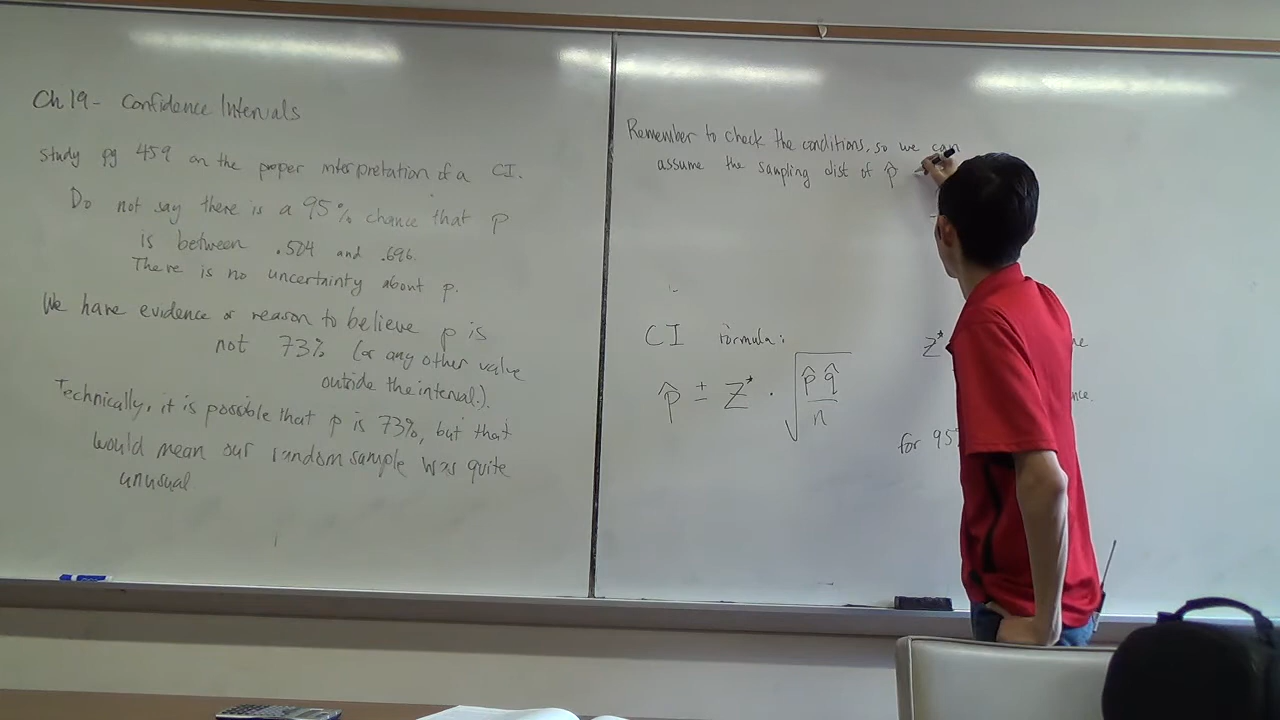 Ch 19 - Confidence Intervals
Study pg 459 on the proper interpretation of a CI.
Do not say there is a 95% chance that p
is between .504 and .696.
There is no uncertainty about p.
We have evidence or reason to believe p is
not 73% (or any other value
outside the interval.).
Technically, it is possible that p is 73%, but that
would mean our random sample was quite
unusual
Remember to check the conditions, so we can
assume the sampling dist of p̂
CI formula:
p̂ ± Z* · √(p̂ q̂ / n)
Z*
for 95%